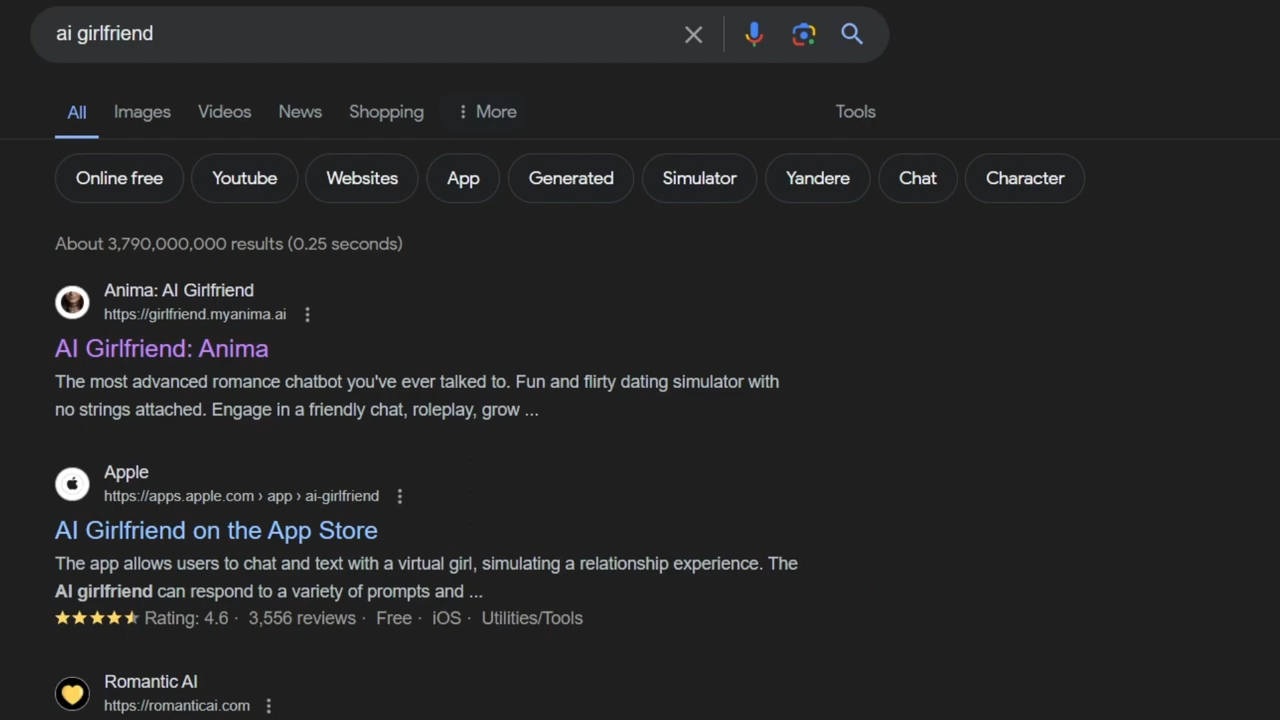 ai girlfriend
All Images Videos News Shopping More Tools
Online free Youtube Websites App Generated Simulator Yandere Chat Character
About 3,790,000,000 results (0.25 seconds)
Anima: AI Girlfriend
https://girlfriend.myanima.ai
AI Girlfriend: Anima
The most advanced romance chatbot you've ever talked to. Fun and flirty dating simulator with
no strings attached. Engage in a friendly chat, roleplay, grow ...
Apple
https://apps.apple.com › app › ai-girlfriend
AI Girlfriend on the App Store
The app allows users to chat and text with a virtual girl, simulating a relationship experience. The
AI girlfriend can respond to a variety of prompts and ...
Rating: 4.6 · 3,556 reviews · Free · iOS · Utilities/Tools
Romantic AI
https://romanticai.com